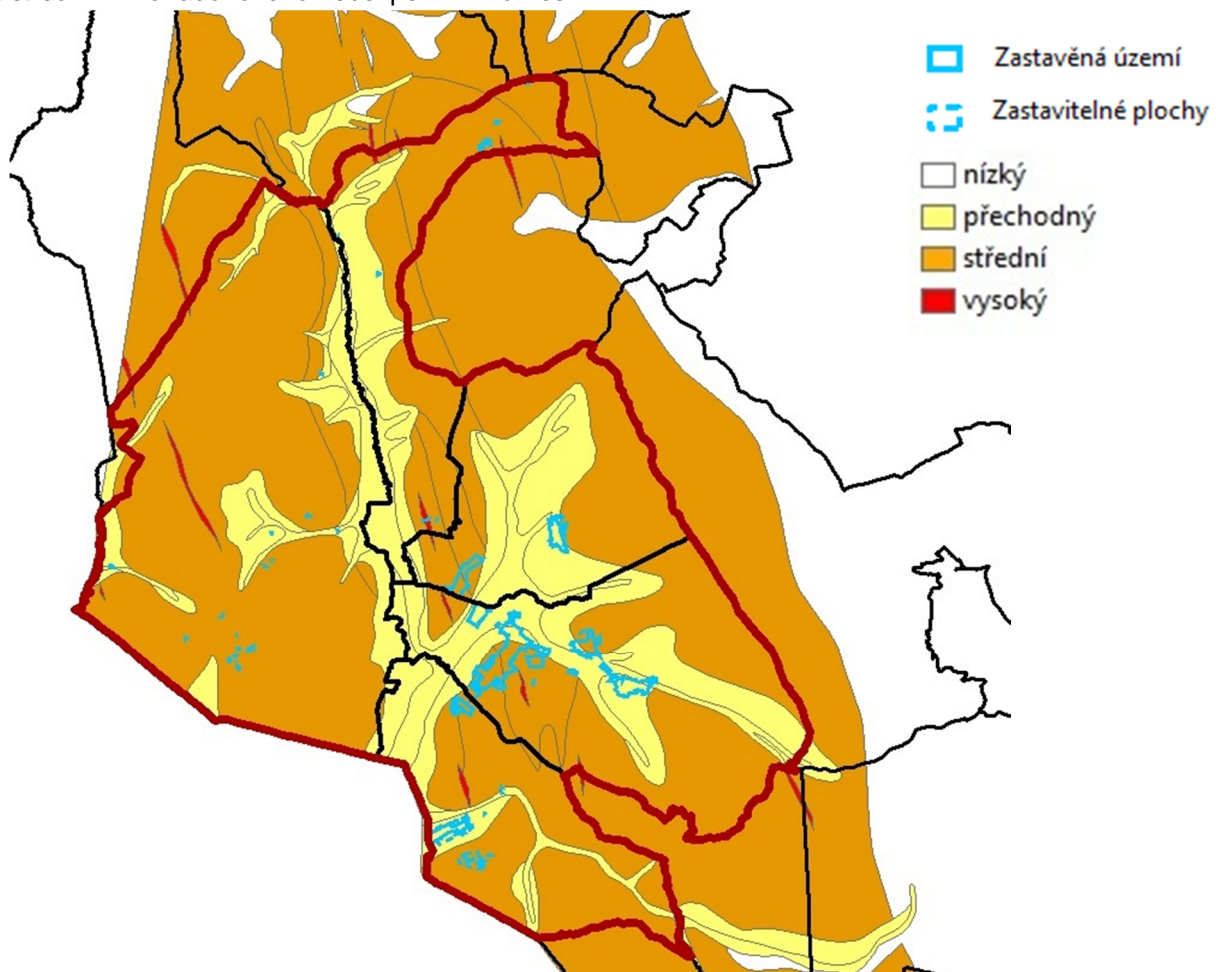 Zastavěná území
Zastavitelné plochy
nízký
přechodný
střední
vysoký